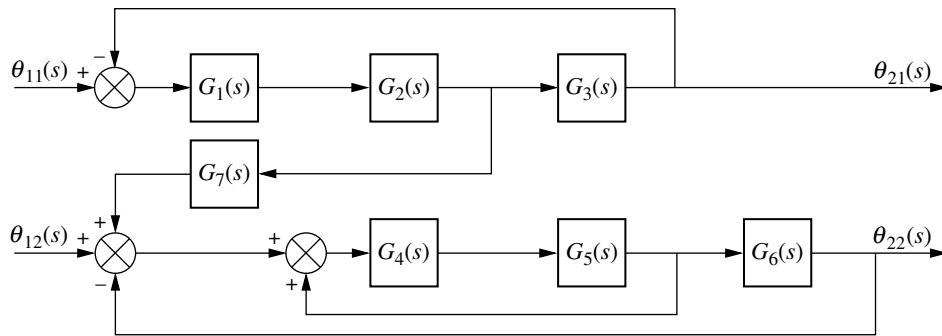 −
θ₁₁(s) + G₁(s) G₂(s) G₃(s) θ₂₁(s)
G₇(s)
+
θ₁₂(s) + + G₄(s) G₅(s) G₆(s) θ₂₂(s)
− +